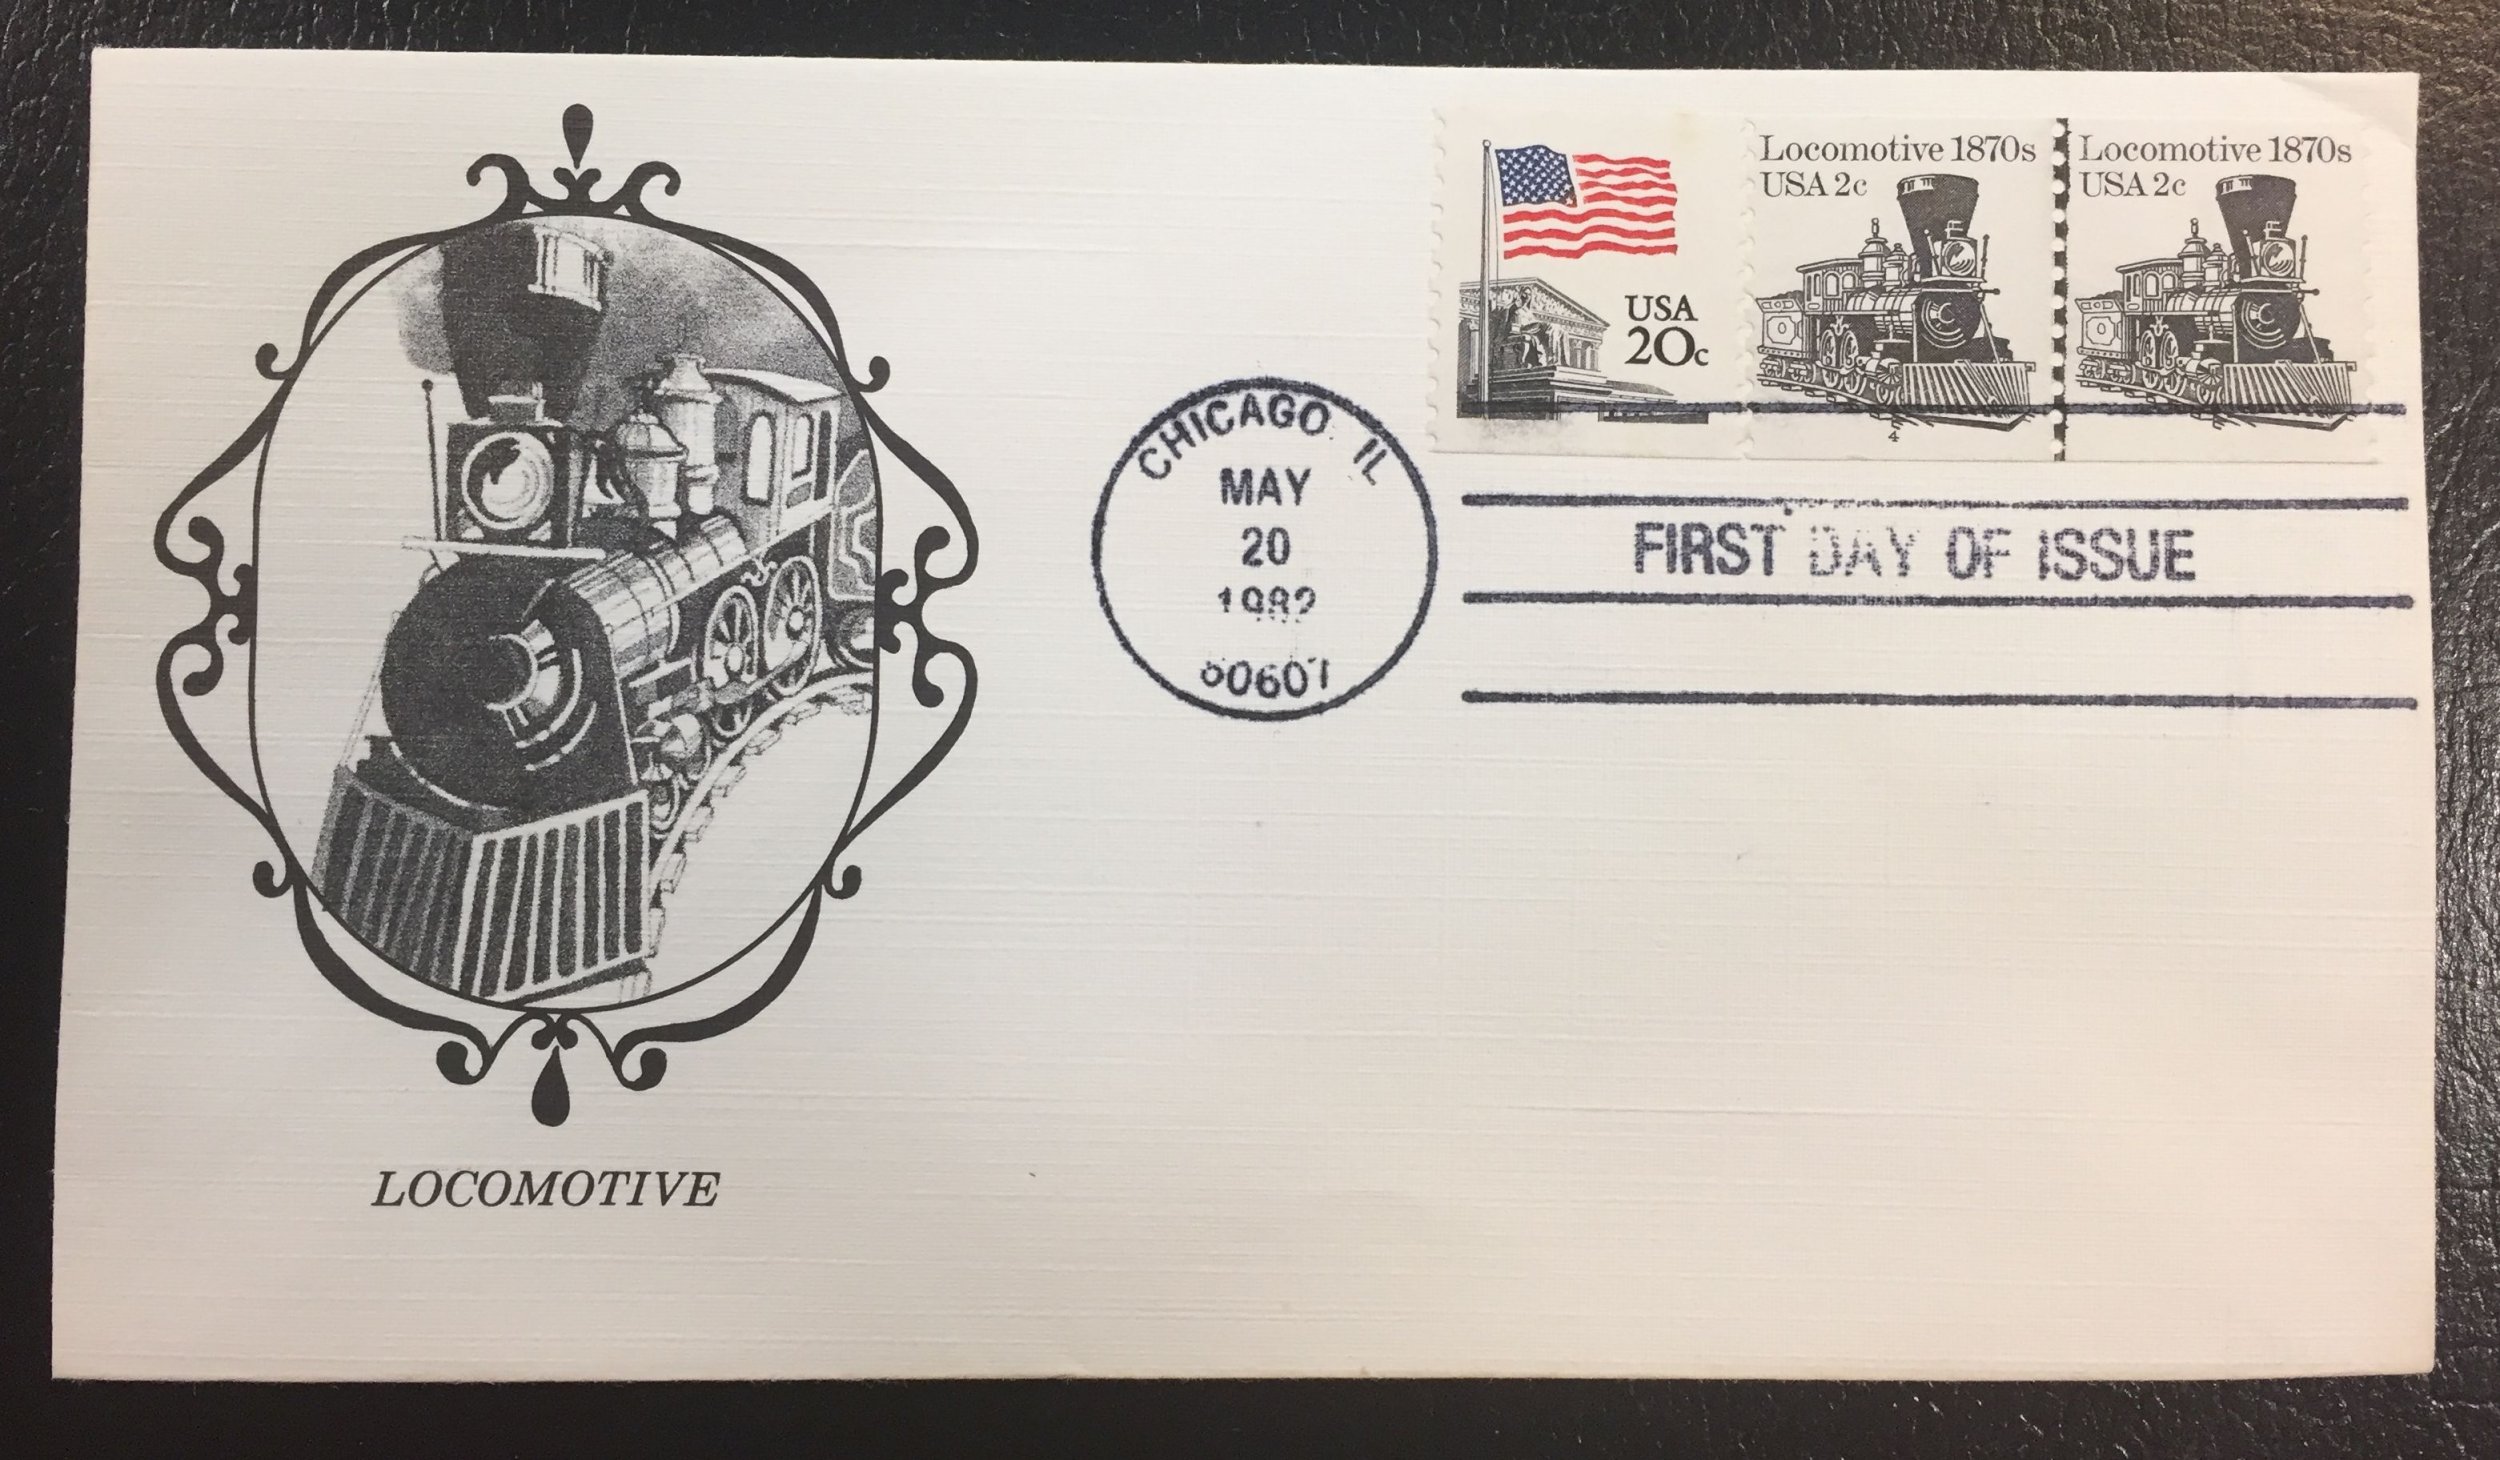 USA
20c
Locomotive 1870s
USA 2c
4
Locomotive 1870s
USA 2c
CHICAGO IL
MAY
20
1982
60607
FIRST DAY OF ISSUE
LOCOMOTIVE